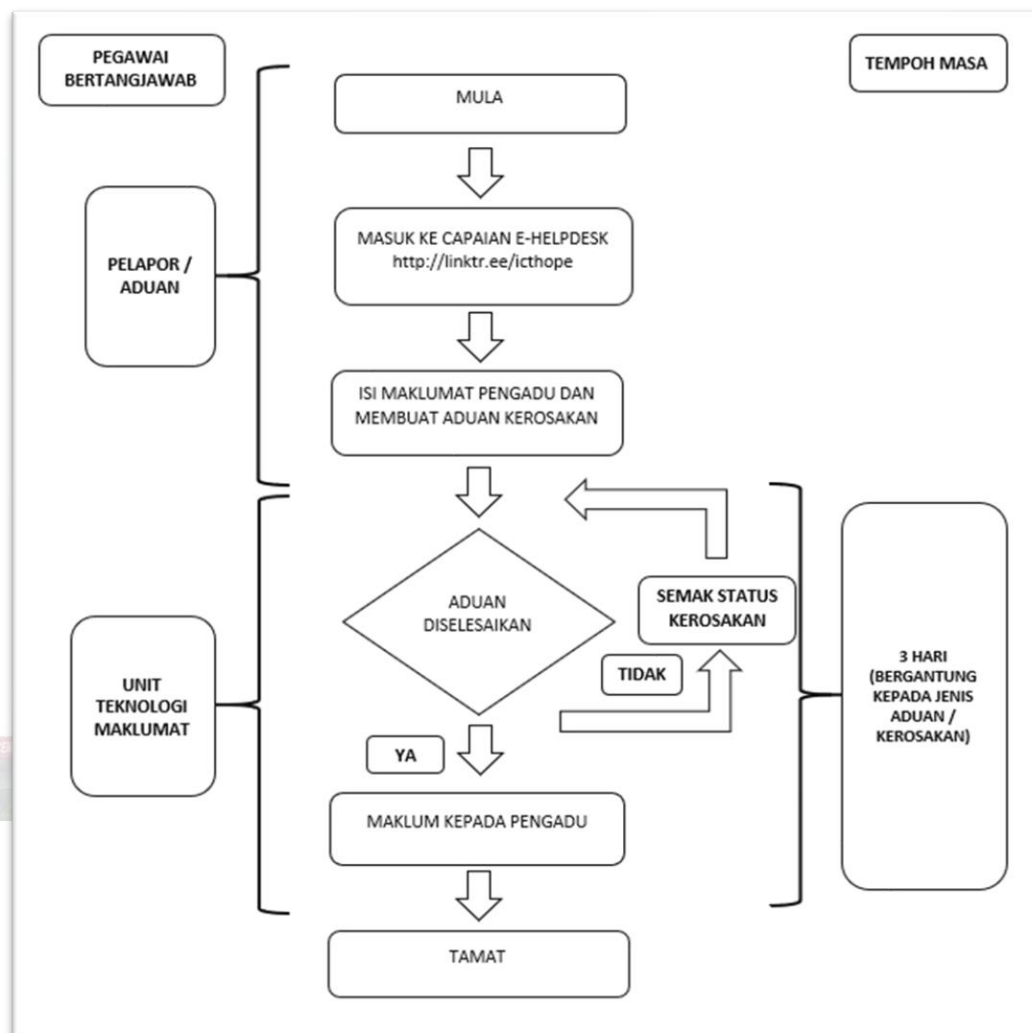 PEGAWAI
BERTANGJAWAB
TEMPOH MASA
MULA
PELAPOR /
ADUAN
MASUK KE CAPAIAN E-HELPDESK
http://linktr.ee/icthope
ISI MAKLUMAT PENGADU DAN
MEMBUAT ADUAN KEROSAKAN
ADUAN
DISELESAIKAN
SEMAK STATUS
KEROSAKAN
TIDAK
YA
UNIT
TEKNOLOGI
MAKLUMAT
3 HARI
(BERGANTUNG
KEPADA JENIS
ADUAN /
KEROSAKAN)
MAKLUM KEPADA PENGADU
TAMAT